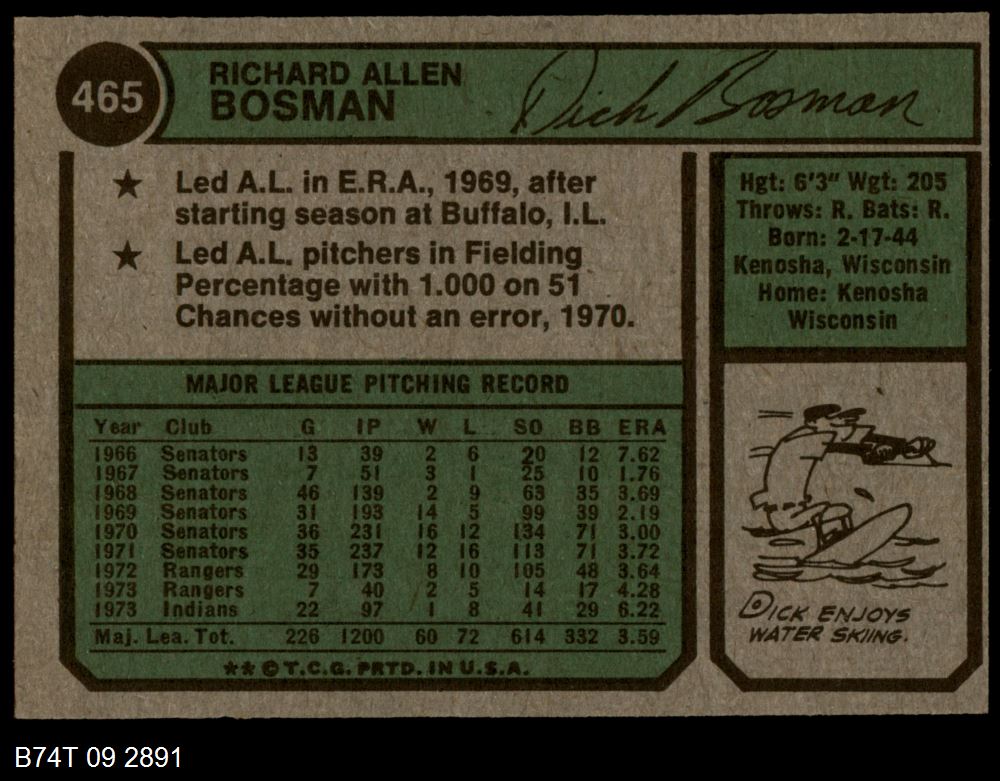 465
RICHARD ALLEN
BOSMAN
Dick Bosman
★ Led A.L. in E.R.A., 1969, after
starting season at Buffalo, I.L.
★ Led A.L. pitchers in Fielding
Percentage with 1.000 on 51
Chances without an error, 1970.
Hgt: 6'3" Wgt: 205
Throws: R. Bats: R.
Born: 2-17-44
Kenosha, Wisconsin
Home: Kenosha
Wisconsin
MAJOR LEAGUE PITCHING RECORD
Year Club G IP W L SO BB ERA
1966 Senators 13 39 2 6 20 12 7.62
1967 Senators 7 51 3 1 25 10 1.76
1968 Senators 46 139 2 9 63 35 3.69
1969 Senators 31 193 14 5 99 39 2.19
1970 Senators 36 231 16 12 134 71 3.00
1971 Senators 35 237 12 16 113 71 3.72
1972 Rangers 29 173 8 10 105 48 3.64
1973 Rangers 7 40 2 5 14 17 4.28
1973 Indians 22 97 1 8 41 29 6.22
Maj. Lea. Tot. 226 1200 60 72 614 332 3.59
★★ © T.C.G. PRTD. IN U.S.A.
DICK ENJOYS
WATER SKIING.
B74T 09 2891